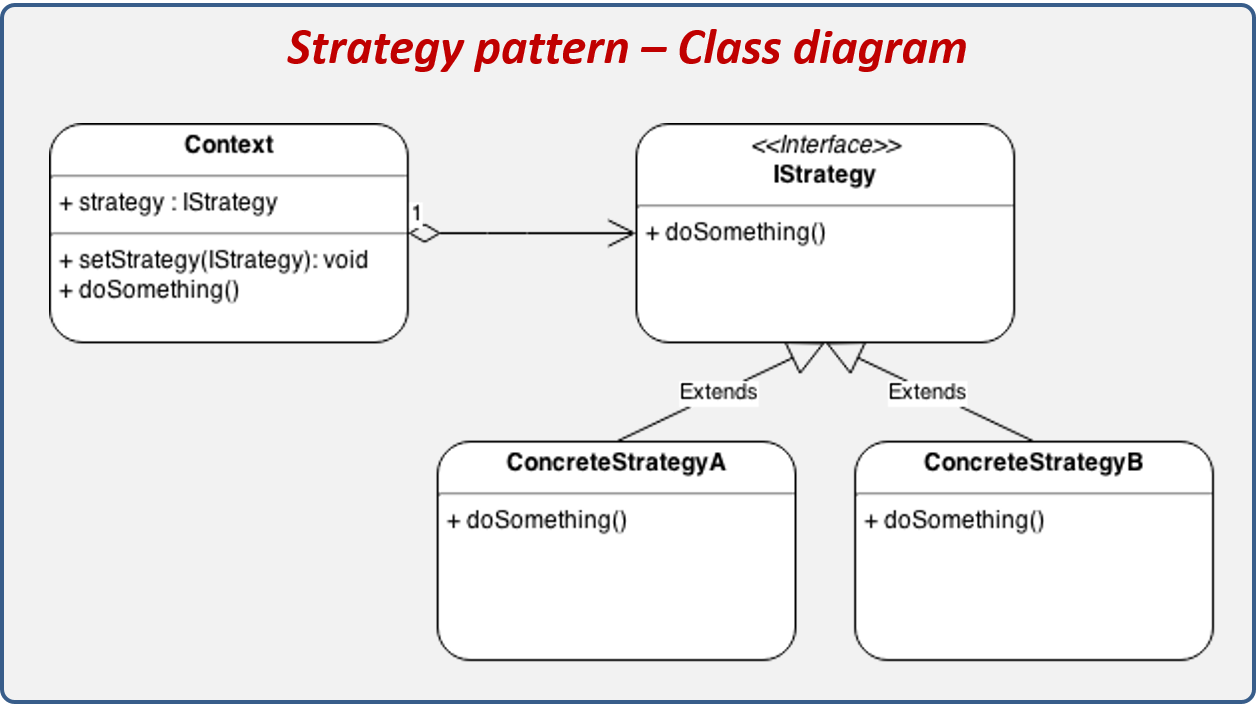 Strategy pattern – Class diagram
Context
+ strategy : IStrategy
+ setStrategy(IStrategy): void
+ doSomething()
1
<<Interface>>
IStrategy
+ doSomething()
Extends
Extends
ConcreteStrategyA
+ doSomething()
ConcreteStrategyB
+ doSomething()